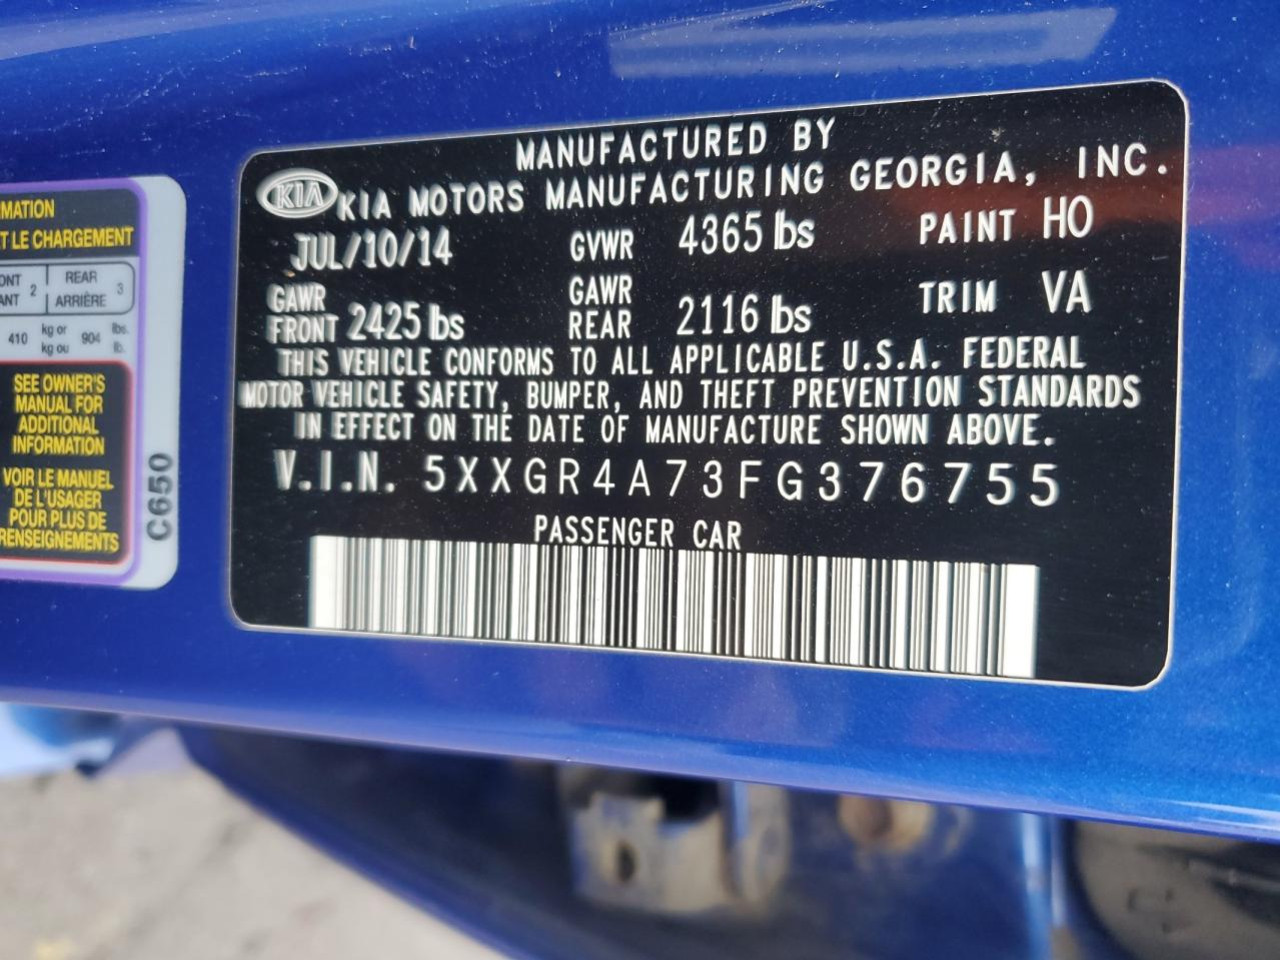 MATION
T LE CHARGEMENT
2
REAR
ARRIÈRE
3
410
kg or
kg ou
904
lbs.
lb.
SEE OWNER'S
MANUAL FOR
ADDITIONAL
INFORMATION
VOIR LE MANUEL
DE L'USAGER
POUR PLUS DE
RENSEIGNEMENTS
C650
MANUFACTURED BY
KIA
KIA MOTORS MANUFACTURING GEORGIA, INC.
JUL/10/14 GVWR 4365 lbs PAINT HO
GAWR FRONT 2425 lbs GAWR REAR 2116 lbs TRIM VA
THIS VEHICLE CONFORMS TO ALL APPLICABLE U.S.A. FEDERAL
MOTOR VEHICLE SAFETY, BUMPER, AND THEFT PREVENTION STANDARDS
IN EFFECT ON THE DATE OF MANUFACTURE SHOWN ABOVE.
V.I.N. 5XXGR4A73FG376755
PASSENGER CAR